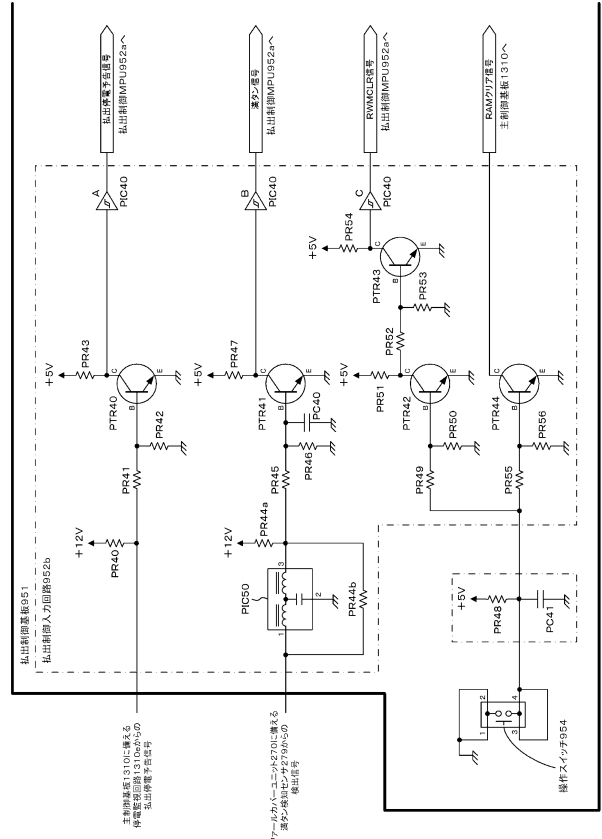 払出制御基板951
払出制御入力回路952b
主制御基板1310に備える
停電監視回路1310eからの
払出停電予告信号
+12V
PR40
PR41
PR42
+5V
PR43
PTR40
B
C
E
A
PIC40
払出停電予告信号
払出制御MPU952aへ
ファールカバーユニット270に備える
満タン検知センサ279からの
検出信号
PIC50
1
2
3
PR44b
+12V
PR44a
PR45
PR46
PC40
+5V
PR47
PTR41
B
C
E
B
PIC40
満タン信号
払出制御MPU952aへ
操作スイッチ954
1
2
3
4
+5V
PR48
PC41
PR49
PR50
+5V
PR51
PTR42
B
C
E
PR52
PR53
+5V
PR54
PTR43
B
C
E
C
PIC40
RWMCLR信号
払出制御MPU952aへ
PR55
PR56
PTR44
B
C
E
RAMクリア信号
主制御基板1310へ